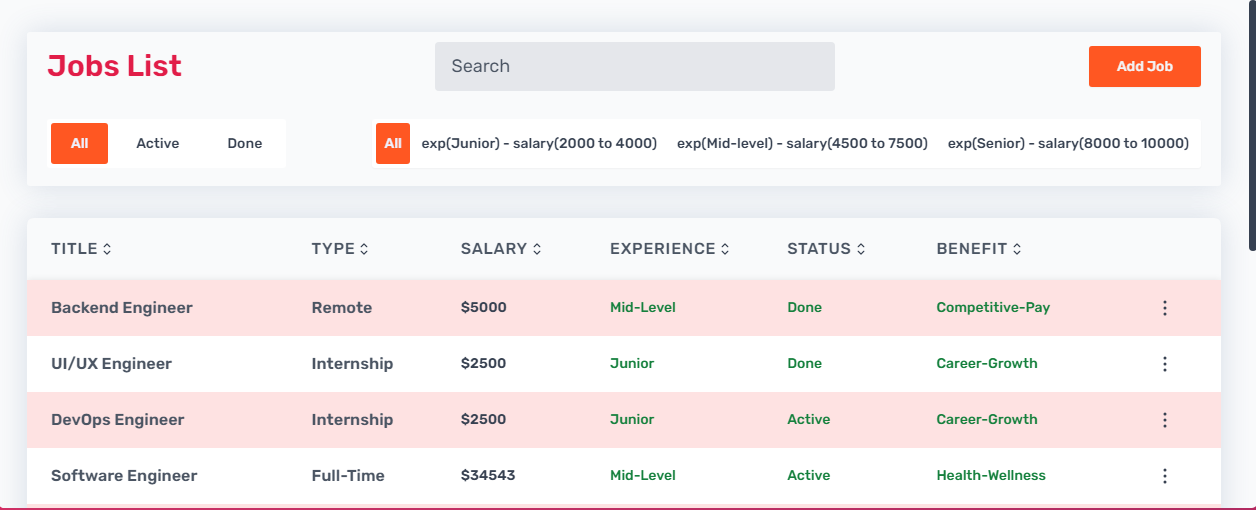 Jobs List
Search
Add Job
All Active Done
All exp(Junior) - salary(2000 to 4000) exp(Mid-level) - salary(4500 to 7500) exp(Senior) - salary(8000 to 10000)
TITLE TYPE SALARY EXPERIENCE STATUS BENEFIT
Backend Engineer Remote $5000 Mid-Level Done Competitive-Pay
UI/UX Engineer Internship $2500 Junior Done Career-Growth
DevOps Engineer Internship $2500 Junior Active Career-Growth
Software Engineer Full-Time $34543 Mid-Level Active Health-Wellness